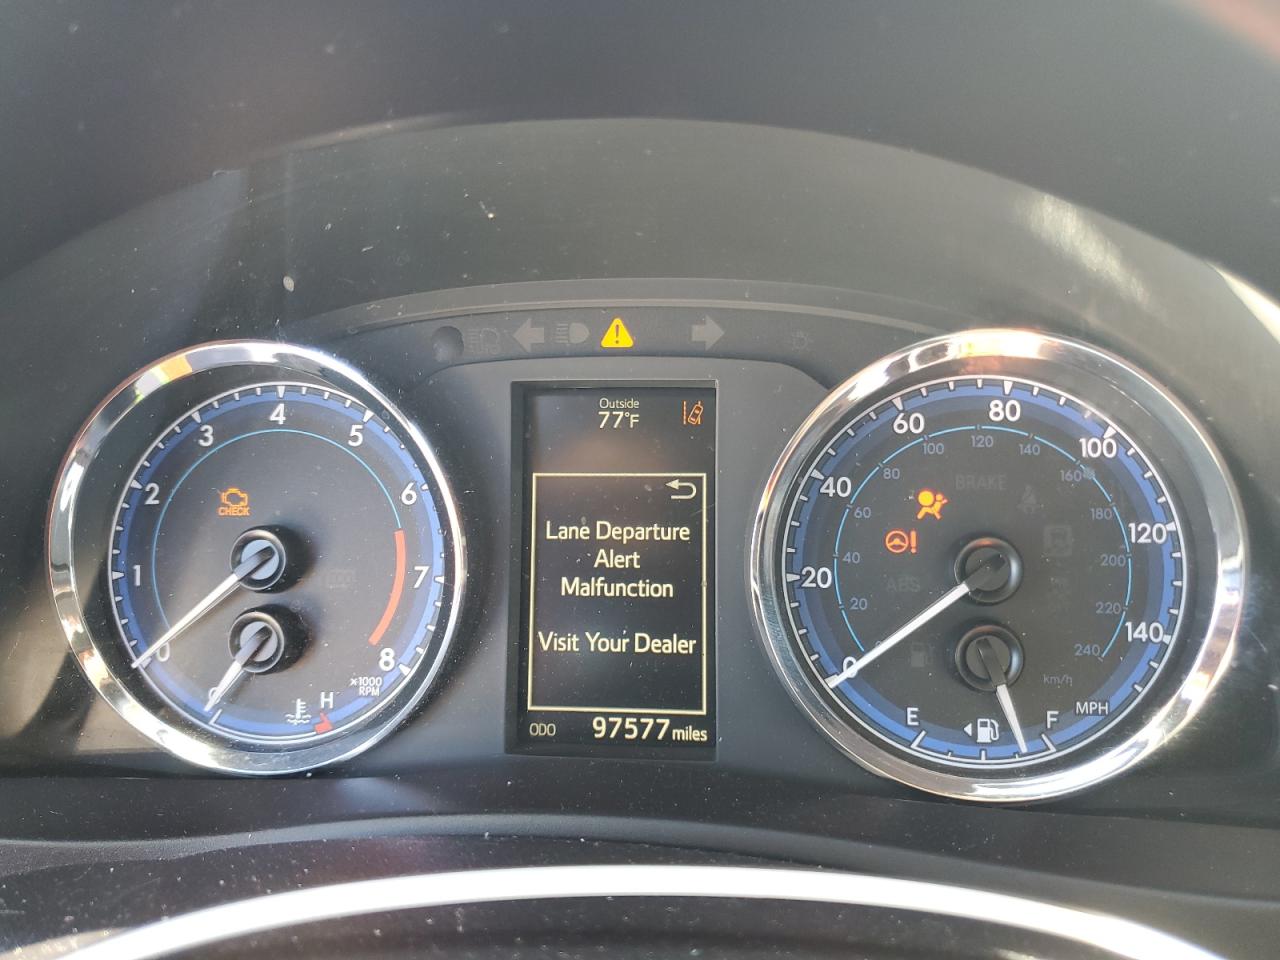 Outside
77°F
Lane Departure
Alert
Malfunction
Visit Your Dealer
ODO 97577 miles
0
1
2
3
4
5
6
7
8
×1000
RPM
CHECK
H
0
20
40
60
80
100
120
140
MPH
20
40
60
80
100
120
140
160
180
200
220
240
km/h
BRAKE
ABS
E
F